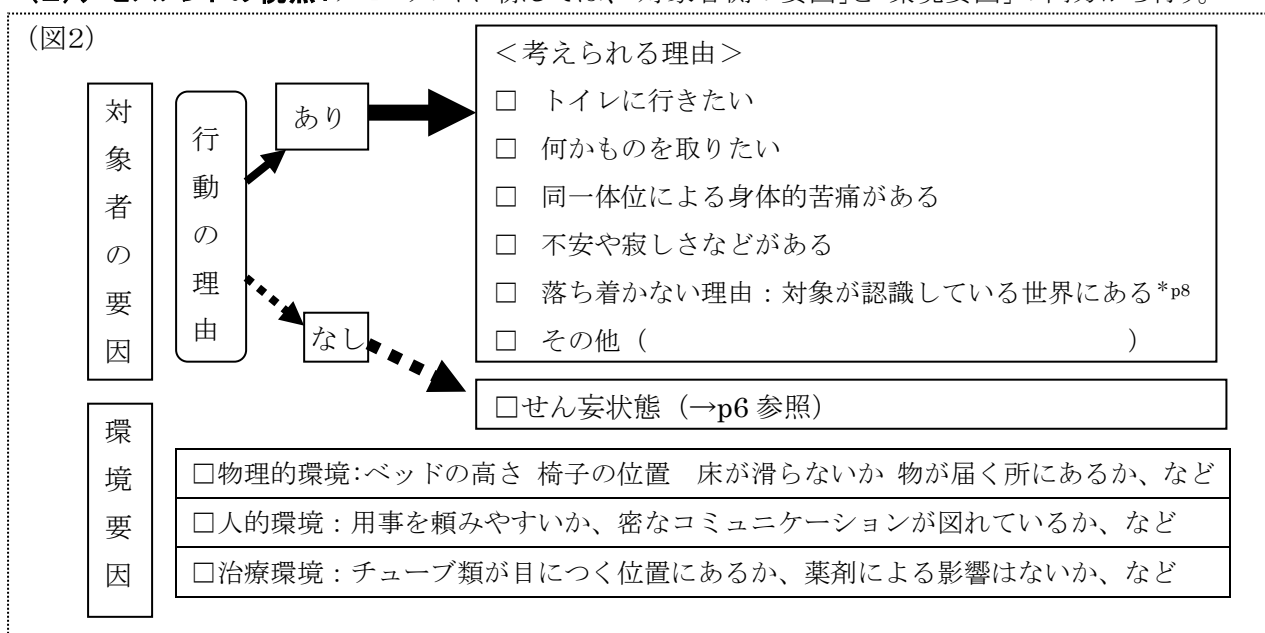 (図2)
対象者の要因
行動の理由
あり
<考えられる理由>
□ トイレに行きたい
□ 何かものを取りたい
□ 同一体位による身体的苦痛がある
□ 不安や寂しさなどがある
□ 落ち着かない理由:対象が認識している世界にある*p8
□ その他( )
なし
□せん妄状態(→p6 参照)
環境要因
□物理的環境:ベッドの高さ 椅子の位置 床が滑らないか 物が届く所にあるか、など
□人的環境:用事を頼みやすいか、密なコミュニケーションが図れているか、など
□治療環境:チューブ類が目につく位置にあるか、薬剤による影響はないか、など